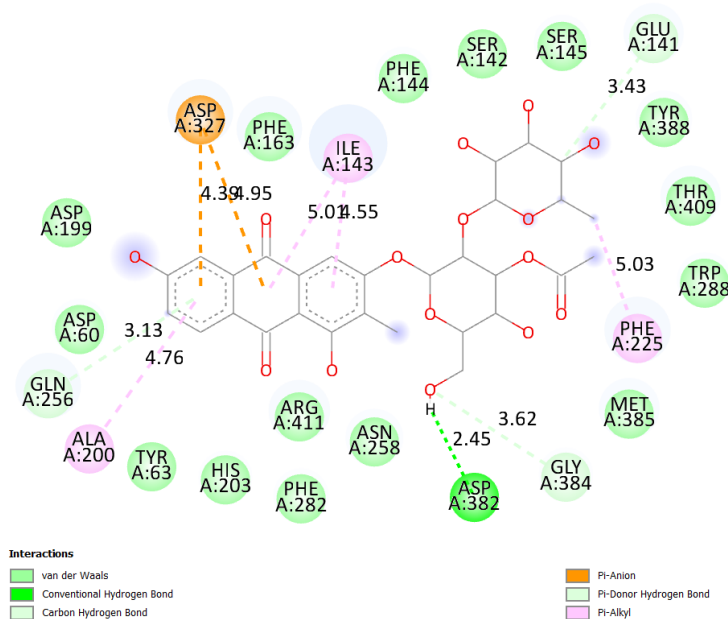 SER
A:142
SER
A:145
GLU
A:141
PHE
A:144
3.43
ASP
A:327
PHE
A:163
ILE
A:143
TYR
A:388
O
O
O
4.39
4.95
5.01
4.55
O
O
THR
A:409
ASP
A:199
O
O
O
O
O
5.03
TRP
A:288
ASP
A:60
3.13
4.76
O
O
O
PHE
A:225
GLN
A:256
O
O
O
H
ARG
A:411
ASN
A:258
3.62
MET
A:385
ALA
A:200
TYR
A:63
HIS
A:203
PHE
A:282
2.45
ASP
A:382
GLY
A:384
Interactions
van der Waals
Conventional Hydrogen Bond
Carbon Hydrogen Bond
Pi-Anion
Pi-Donor Hydrogen Bond
Pi-Alkyl